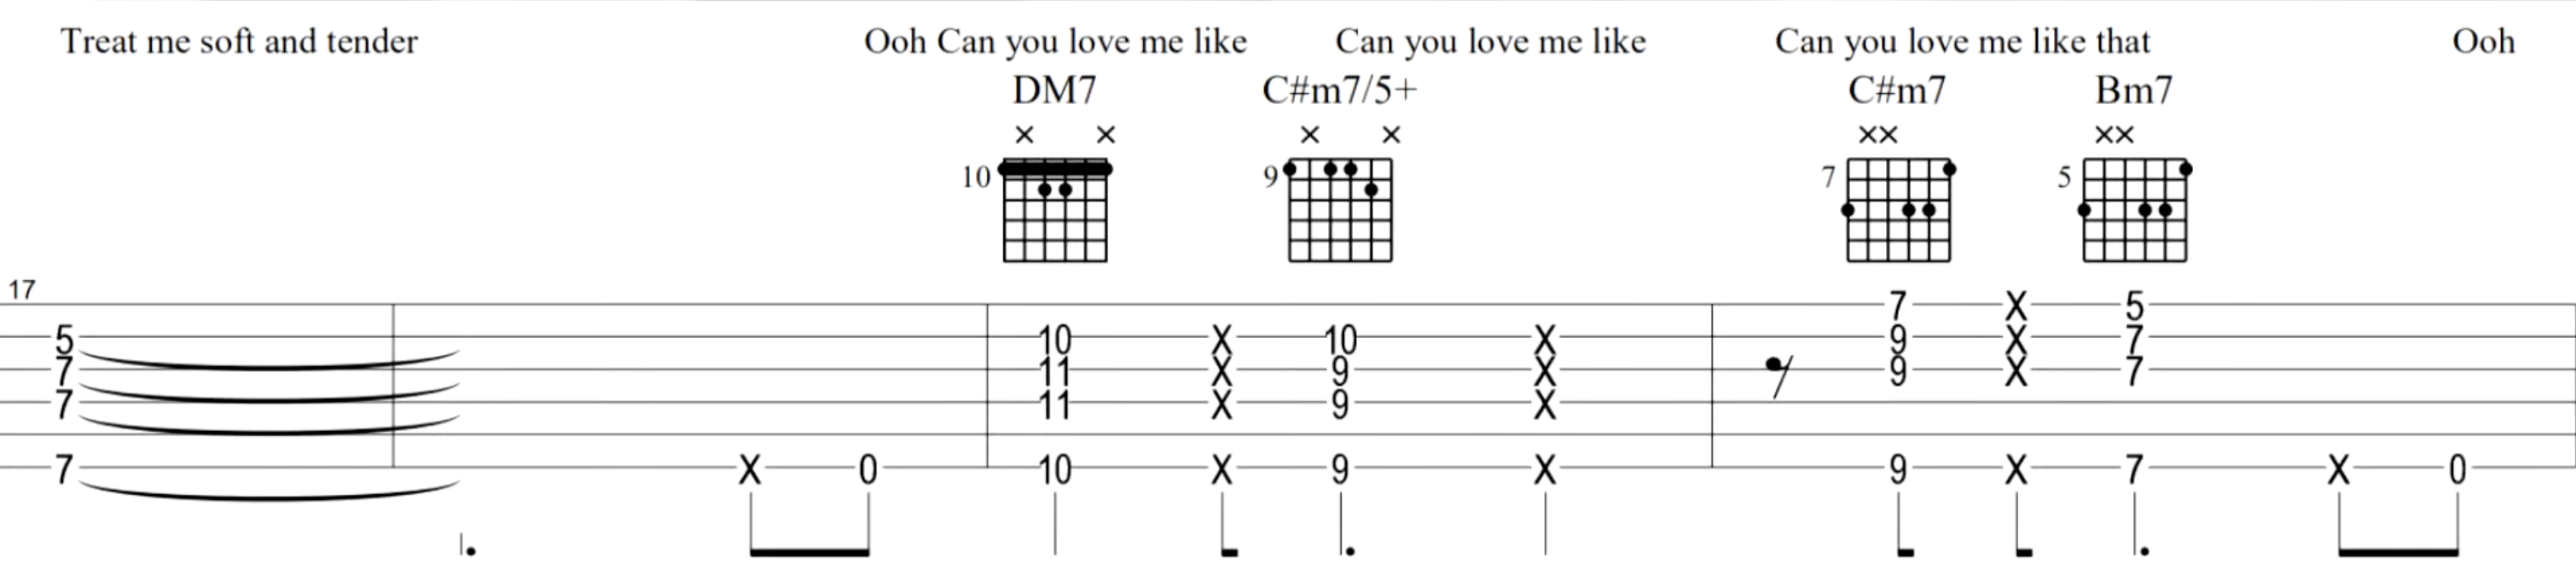 Treat me soft and tender Ooh Can you love me like Can you love me like Can you love me like that Ooh
DM7 C#m7/5+ C#m7 Bm7
× × × × ×× ××
10 9 7 5
17
7 X 5
5 10 X 10 X 9 X 7
7 11 X 9 X 9 X 7
7 11 X 9 X
7 X 0 10 X 9 X 9 X 7 X 0